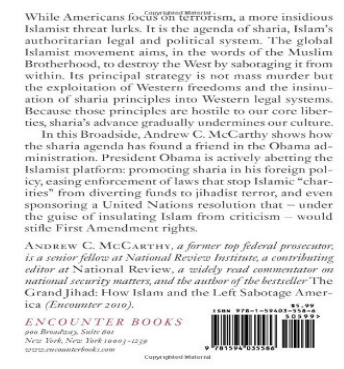 Copyrighted Material
While Americans focus on terrorism, a more insidious
Islamist threat lurks. It is the agenda of sharia, Islam's
authoritarian legal and political system. The global
Islamist movement aims, in the words of the Muslim
Brotherhood, to destroy the West by sabotaging it from
within. Its principal strategy is not mass murder but
the exploitation of Western freedoms and the insinu-
ation of sharia principles into Western legal systems.
Because those principles are hostile to our core liber-
ties, sharia's advance gradually undermines our culture.
In this Broadside, Andrew C. McCarthy shows how
the sharia agenda has found a friend in the Obama ad-
ministration. President Obama is actively abetting the
Islamist platform: promoting sharia in his foreign pol-
icy, easing enforcement of laws that stop Islamic "char-
ities" from diverting funds to jihadist terror, and even
sponsoring a United Nations resolution that – under
the guise of insulating Islam from criticism – would
stifle First Amendment rights.
ANDREW C. MCCARTHY, a former top federal prosecutor,
is a senior fellow at National Review Institute, a contributing
editor at National Review, a widely read commentator on
national security matters, and the author of the bestseller The
Grand Jihad: How Islam and the Left Sabotage Amer-
ica (Encounter 2010).
$5.99
ENCOUNTER BOOKS
900 Broadway, Suite 601
New York, New York 10003-1239
www.encounterbooks.com
ISBN 978-1-59403-558-6
50599>
9 781594 035586
Copyrighted Material